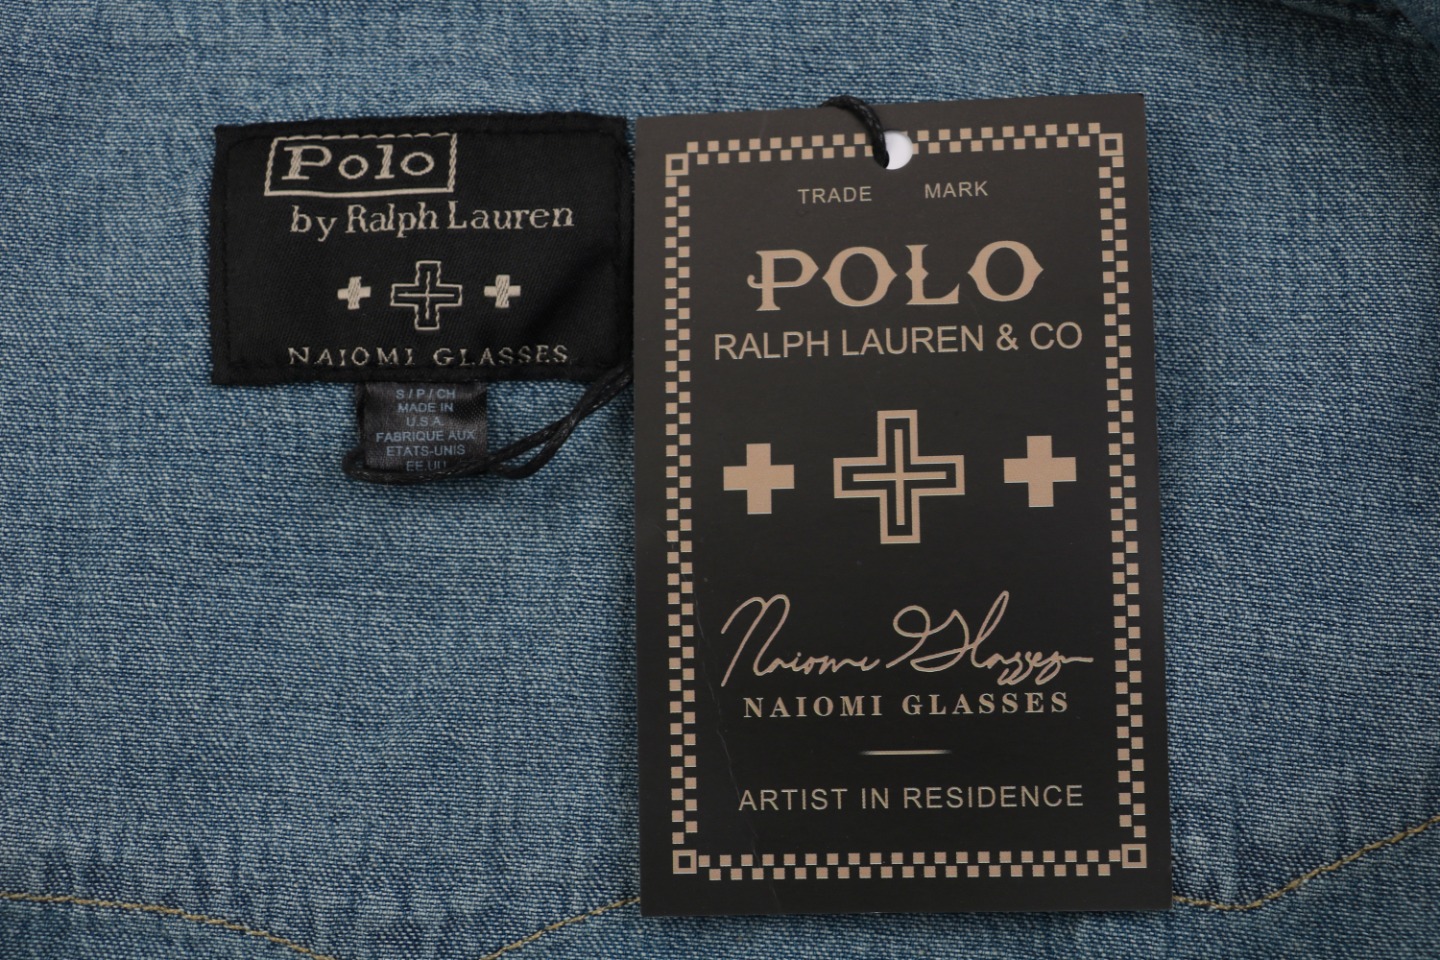 Polo
by Ralph Lauren
NAIOMI GLASSES
S / P / CH
MADE IN
U.S.A.
FABRIQUE AUX
ETATS-UNIS
EE.UU.
TRADE MARK
POLO
RALPH LAUREN & CO
Naiomi Glasses
NAIOMI GLASSES
ARTIST IN RESIDENCE